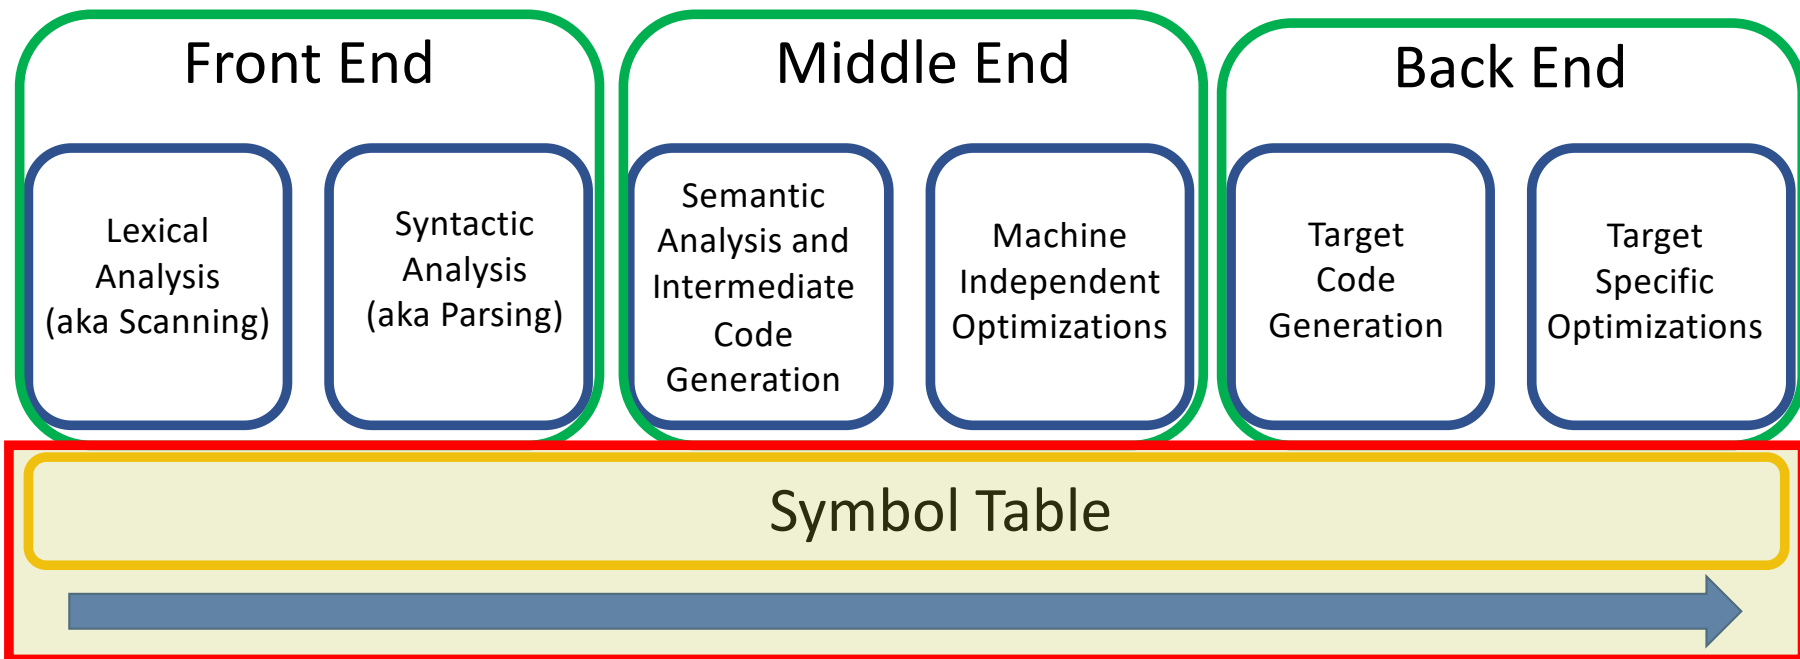 Front End
Lexical
Analysis
(aka Scanning)
Syntactic
Analysis
(aka Parsing)
Middle End
Semantic
Analysis and
Intermediate
Code
Generation
Machine
Independent
Optimizations
Back End
Target
Code
Generation
Target
Specific
Optimizations
Symbol Table